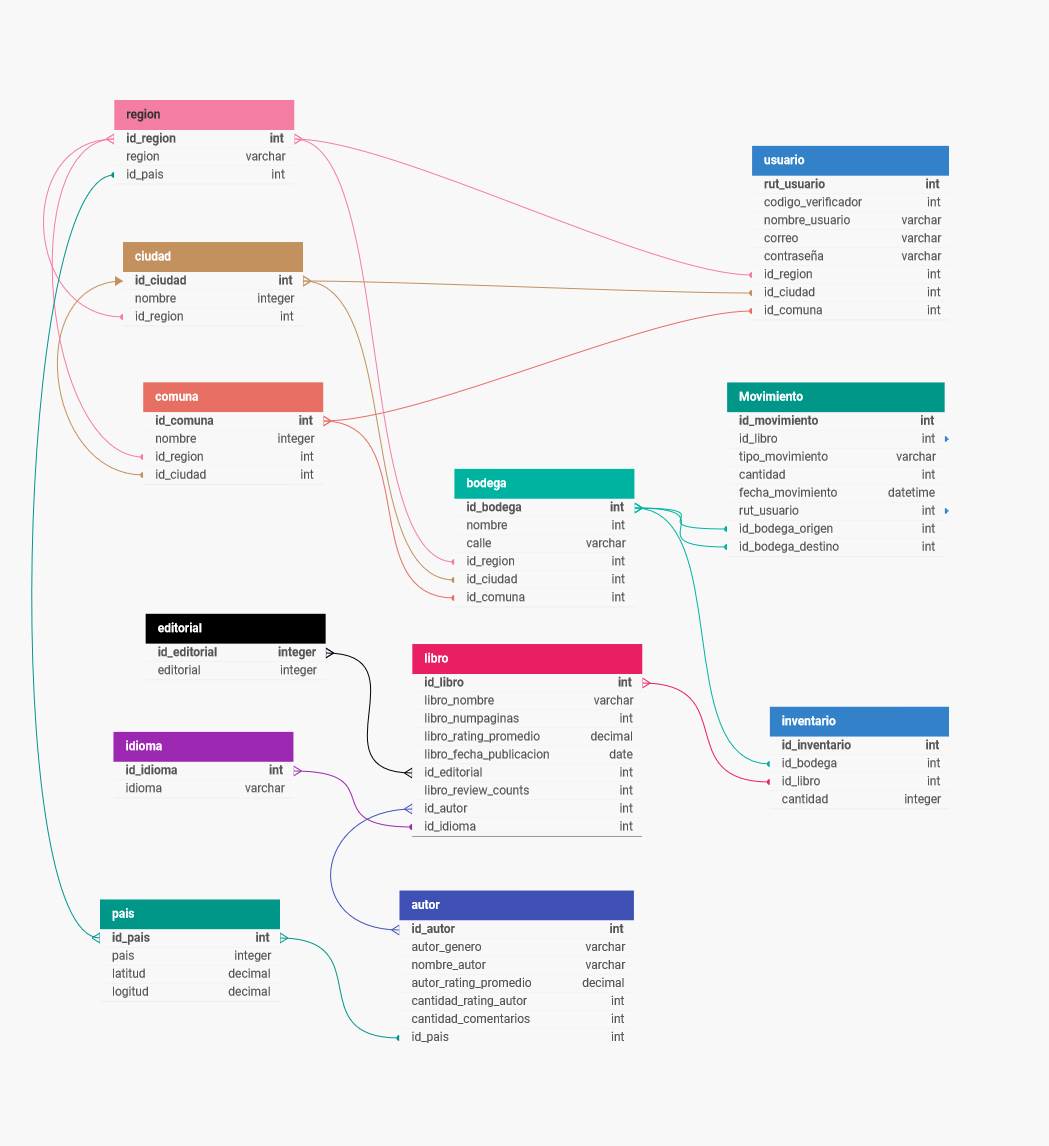 region
id_region int
region varchar
id_pais int
ciudad
id_ciudad int
nombre integer
id_region int
comuna
id_comuna int
nombre integer
id_region int
id_ciudad int
usuario
rut_usuario int
codigo_verificador int
nombre_usuario varchar
correo varchar
contraseña varchar
id_region int
id_ciudad int
id_comuna int
Movimiento
id_movimiento int
id_libro int
tipo_movimiento varchar
cantidad int
fecha_movimiento datetime
rut_usuario int
id_bodega_origen int
id_bodega_destino int
bodega
id_bodega int
nombre int
calle varchar
id_region int
id_ciudad int
id_comuna int
editorial
id_editorial integer
editorial integer
libro
id_libro int
libro_nombre varchar
libro_numpaginas int
libro_rating_promedio decimal
libro_fecha_publicacion date
id_editorial int
libro_review_counts int
id_autor int
id_idioma int
inventario
id_inventario int
id_bodega int
id_libro int
cantidad integer
idioma
id_idioma int
idioma varchar
pais
id_pais int
pais integer
latitud decimal
logitud decimal
autor
id_autor int
autor_genero varchar
nombre_autor varchar
autor_rating_promedio decimal
cantidad_rating_autor int
cantidad_comentarios int
id_pais int